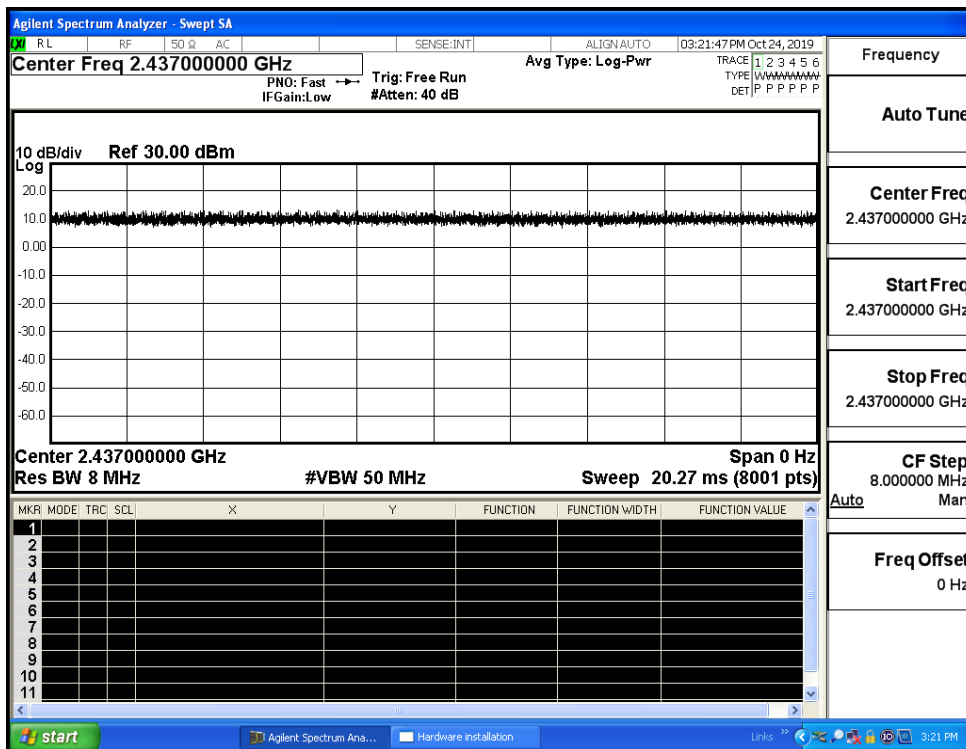 Agilent Spectrum Analyzer - Swept SA
LXI RL RF 50 Ω AC SENSE:INT ALIGN AUTO 03:21:47 PM Oct 24, 2019
Center Freq 2.437000000 GHz
PNO: Fast
IFGain:Low
Trig: Free Run
#Atten: 40 dB
Avg Type: Log-Pwr
TRACE 1 2 3 4 5 6
TYPE WWWWWW
DET P P P P P P
10 dB/div Ref 30.00 dBm
Log
20.0
10.0
0.00
-10.0
-20.0
-30.0
-40.0
-50.0
-60.0
Center 2.437000000 GHz Span 0 Hz
Res BW 8 MHz #VBW 50 MHz Sweep 20.27 ms (8001 pts)
MKR MODE TRC SCL X Y FUNCTION FUNCTION WIDTH FUNCTION VALUE
1
2
3
4
5
6
7
8
9
10
11
Frequency
Auto Tune
Center Freq
2.437000000 GHz
Start Freq
2.437000000 GHz
Stop Freq
2.437000000 GHz
CF Step
8.000000 MHz
Auto Man
Freq Offset
0 Hz
start Agilent Spectrum Ana... Hardware installation Links 3:21 PM